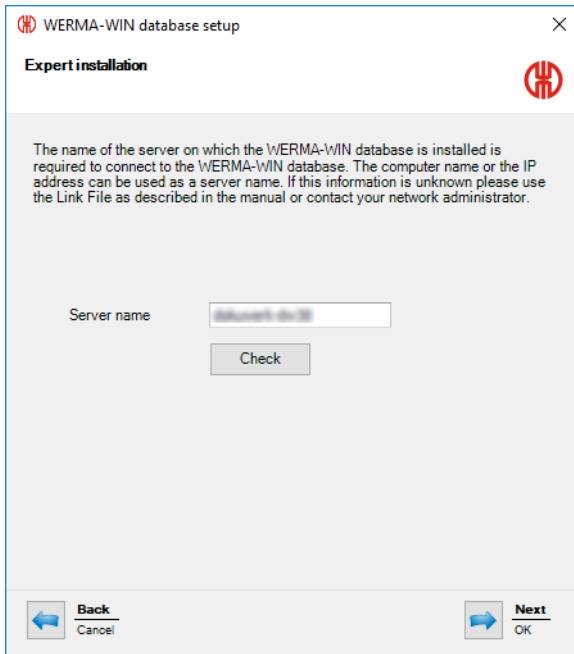 WERMA-WIN database setup
Expert installation
The name of the server on which the WERMA-WIN database is installed is
required to connect to the WERMA-WIN database. The computer name or the IP
address can be used as a server name. If this information is unknown please use
the Link File as described in the manual or contact your network administrator.
Server name
Check
Back
Cancel
Next
OK